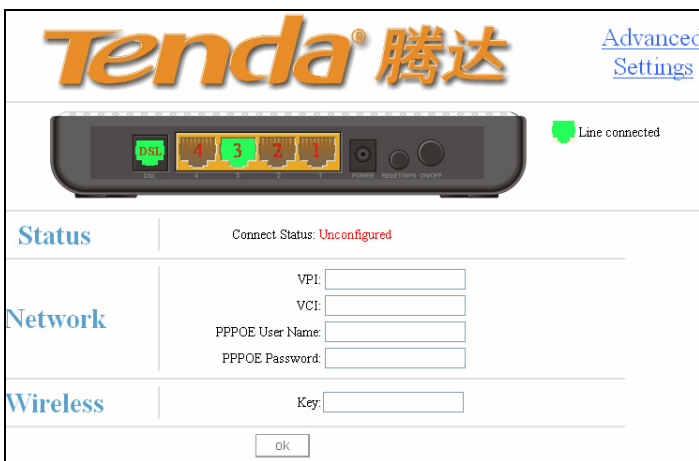 Tenda® 腾达
Advanced
Settings
DSL 4 3 2 1
DSL 4 3 2 1 POWER RESET/WPS ON/OFF
Line connected
Status
Connect Status: Unconfigured
Network
VPI:
VCI:
PPPOE User Name:
PPPOE Password:
Wireless
Key:
ok